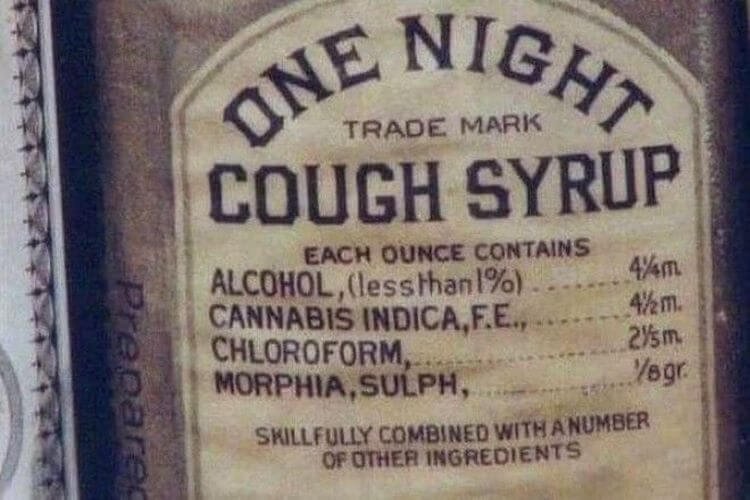 ONE NIGHT
TRADE MARK
COUGH SYRUP
EACH OUNCE CONTAINS
ALCOHOL, (less than 1%) 4¼m.
CANNABIS INDICA, F.E., 4½m.
CHLOROFORM, 2⅕m.
MORPHIA, SULPH, ⅛gr.
SKILLFULLY COMBINED WITH A NUMBER
OF OTHER INGREDIENTS
Prepared